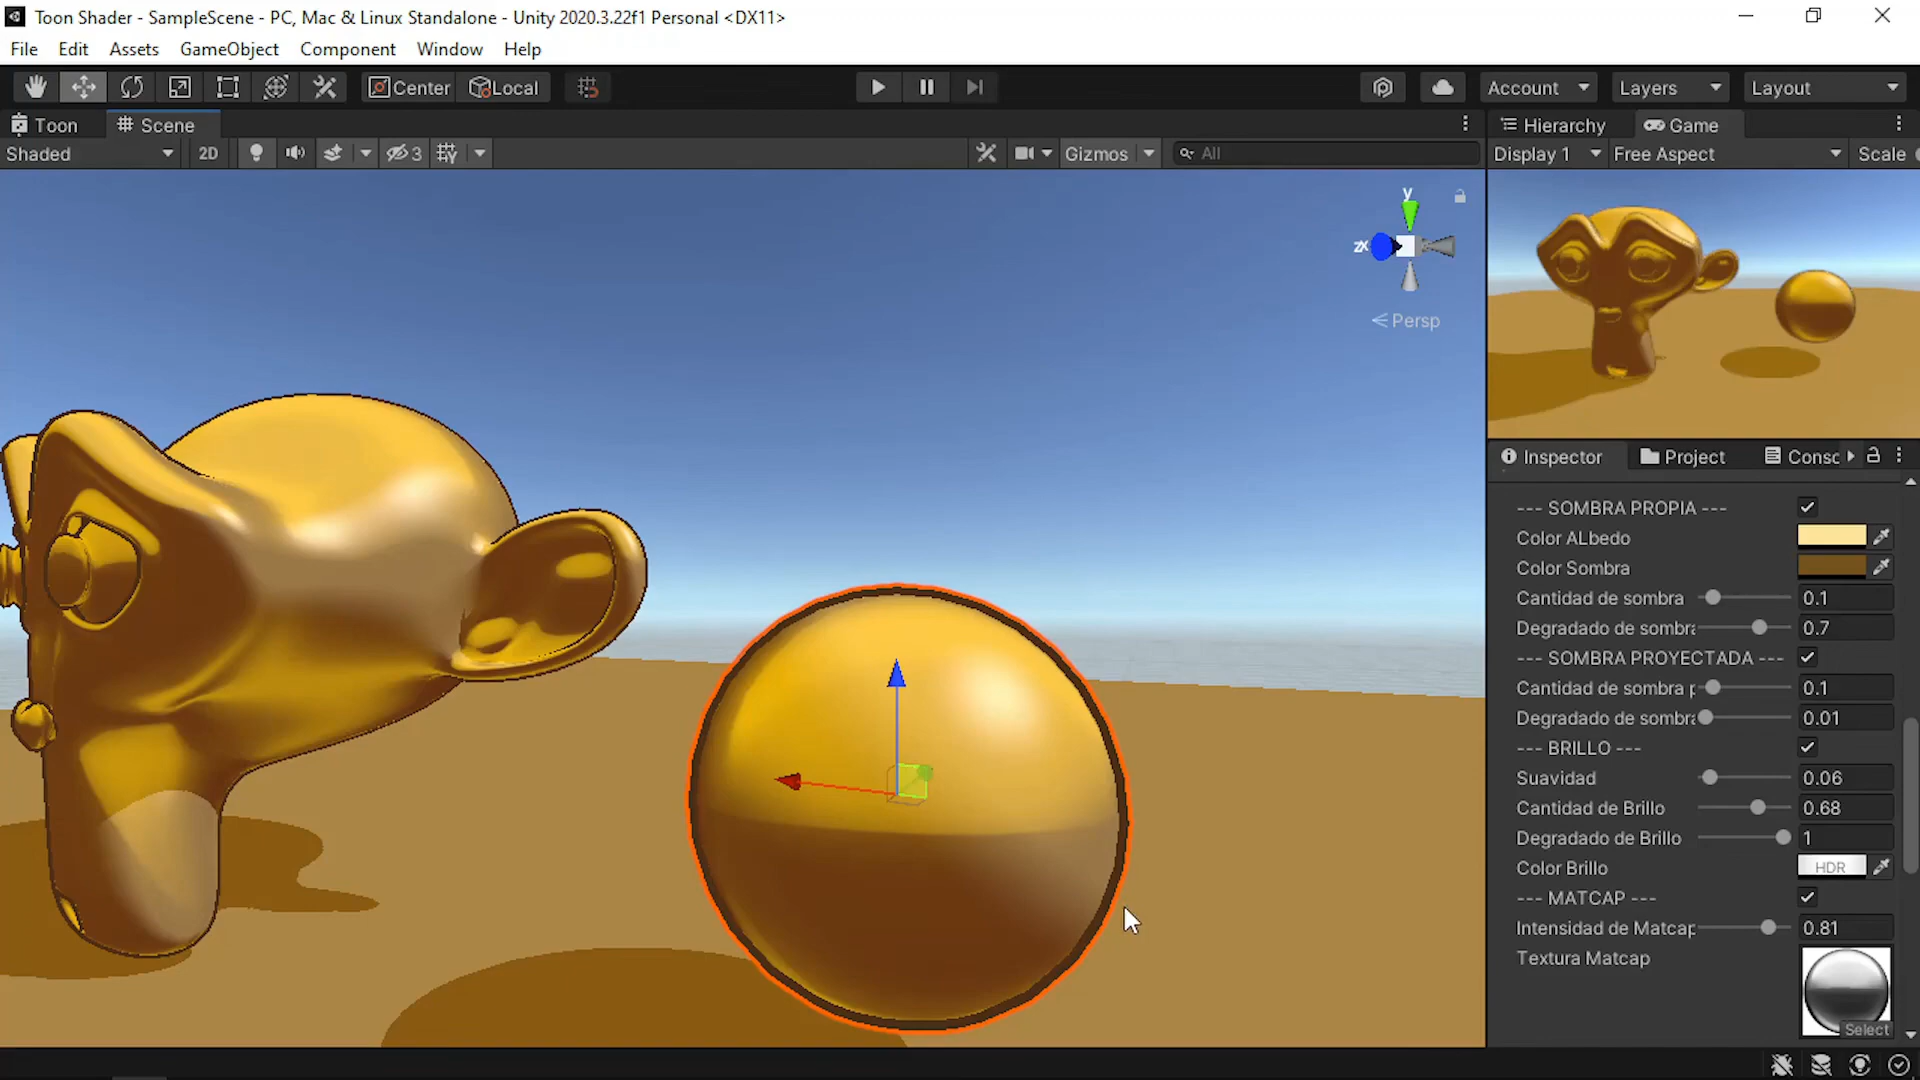 Toon Shader - SampleScene - PC, Mac & Linux Standalone - Unity 2020.3.22f1 Personal <DX11>
File Edit Assets GameObject Component Window Help
Center Local Account Layers Layout
Toon Scene Hierarchy Game
Shaded 2D 3 Gizmos All Display 1 Free Aspect Scale
y
zx
Persp
Inspector Project Consc
--- SOMBRA PROPIA ---
Color ALbedo
Color Sombra
Cantidad de sombra 0.1
Degradado de sombra 0.7
--- SOMBRA PROYECTADA ---
Cantidad de sombra p 0.1
Degradado de sombra 0.01
--- BRILLO ---
Suavidad 0.06
Cantidad de Brillo 0.68
Degradado de Brillo 1
Color Brillo HDR
--- MATCAP ---
Intensidad de Matcap 0.81
Textura Matcap
Select